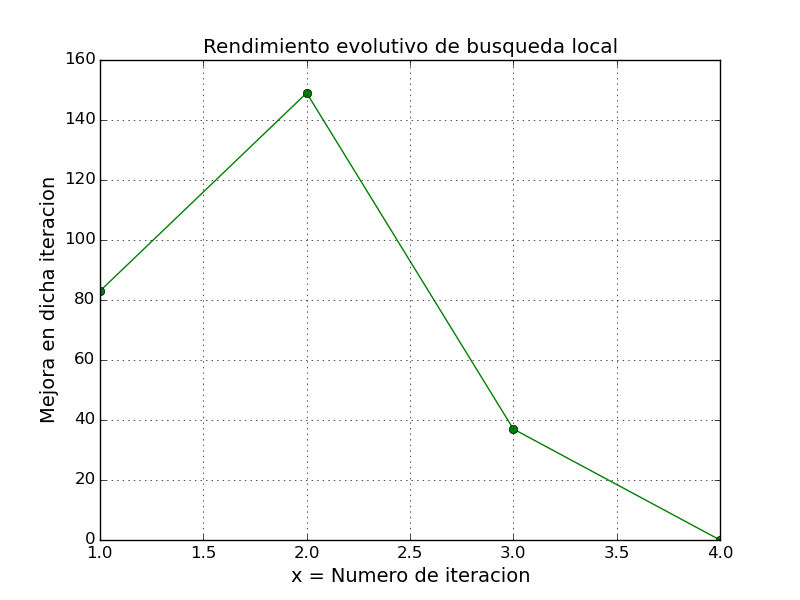 Rendimiento evolutivo de busqueda local
160
140
120
100
80
60
40
20
0
Mejora en dicha iteracion
1.0 1.5 2.0 2.5 3.0 3.5 4.0
x = Numero de iteracion